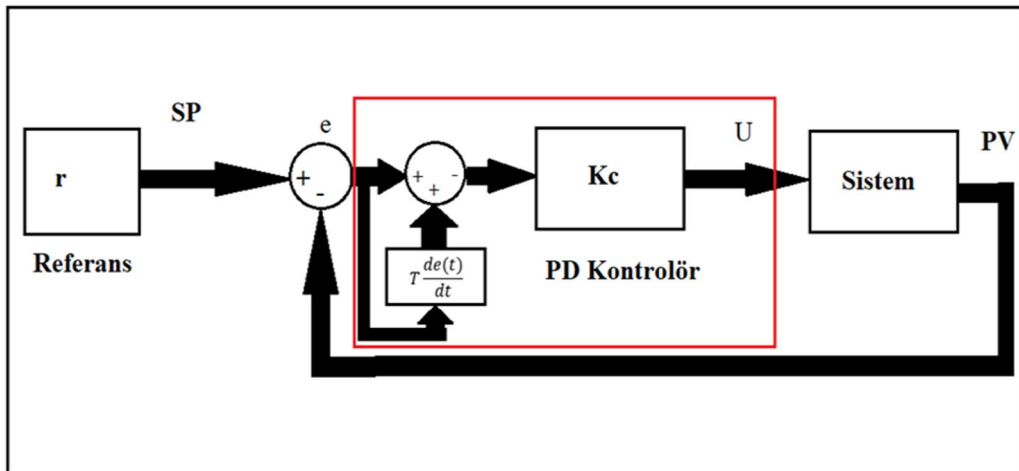 SP
r
Referans
e
+
-
+
+
-
T de(t)/dt
Kc
PD Kontrolör
U
Sistem
PV